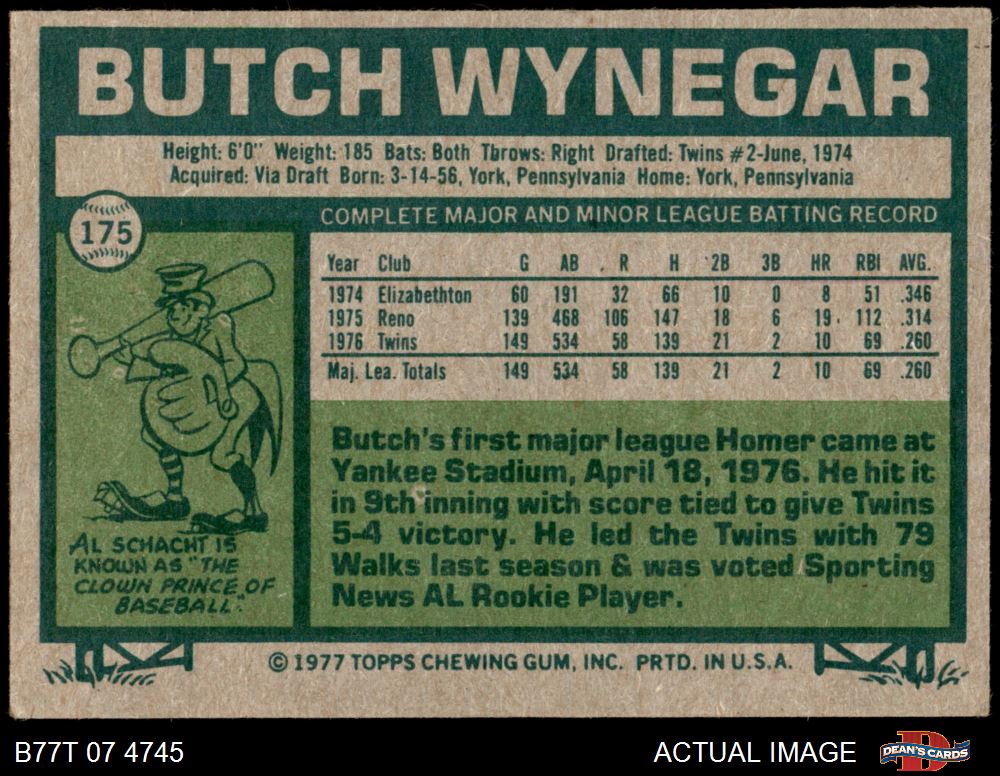 BUTCH WYNEGAR
Height: 6'0" Weight: 185 Bats: Both Throws: Right Drafted: Twins #2-June, 1974
Acquired: Via Draft Born: 3-14-56, York, Pennsylvania Home: York, Pennsylvania
175
COMPLETE MAJOR AND MINOR LEAGUE BATTING RECORD
Year Club G AB R H 2B 3B HR RBI AVG.
1974 Elizabethton 60 191 32 66 10 0 8 51 .346
1975 Reno 139 468 106 147 18 6 19 112 .314
1976 Twins 149 534 58 139 21 2 10 69 .260
Maj. Lea. Totals 149 534 58 139 21 2 10 69 .260
AL SCHACHT IS
KNOWN AS "THE
CLOWN PRINCE OF
BASEBALL."
Butch's first major league Homer came at
Yankee Stadium, April 18, 1976. He hit it
in 9th inning with score tied to give Twins
5-4 victory. He led the Twins with 79
Walks last season & was voted Sporting
News AL Rookie Player.
© 1977 TOPPS CHEWING GUM, INC. PRTD. IN U.S.A.
B77T 07 4745
ACTUAL IMAGE
DEAN'S CARDS